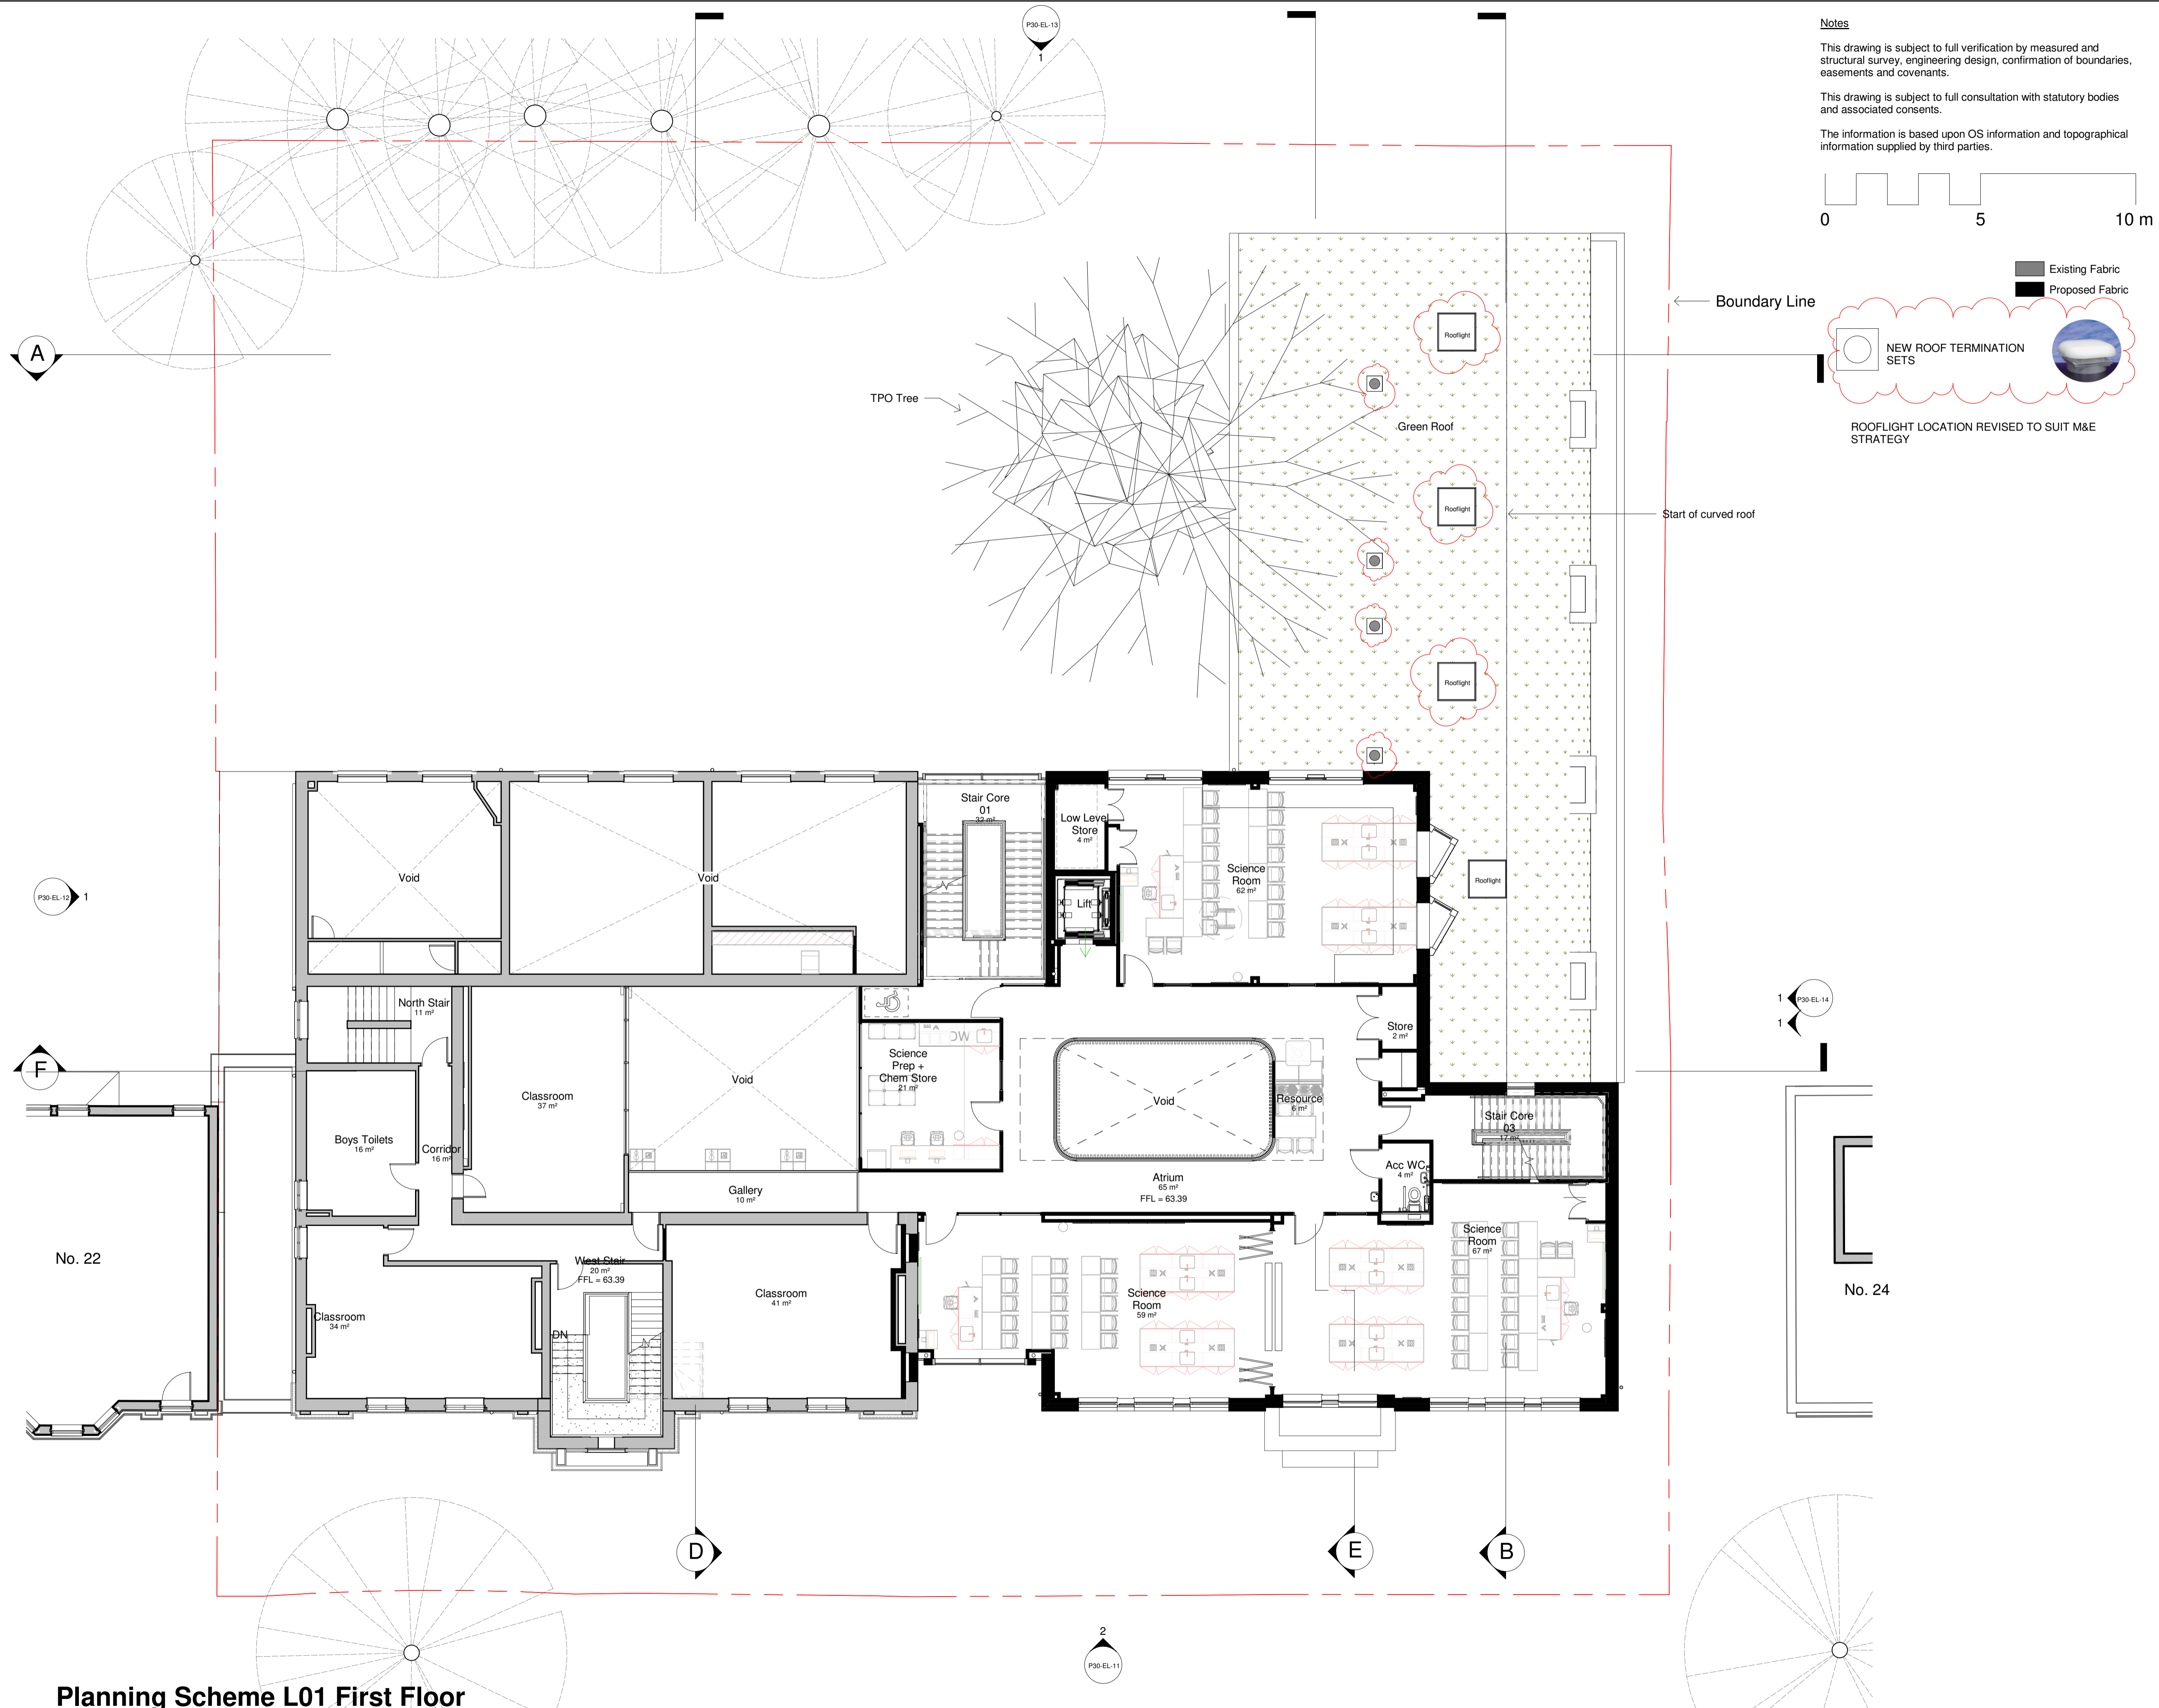 P30-EL-13
1
Notes
This drawing is subject to full verification by measured and
structural survey, engineering design, confirmation of boundaries,
easements and covenants.
This drawing is subject to full consultation with statutory bodies
and associated consents.
The information is based upon OS information and topographical
information supplied by third parties.
0 5 10 m
Existing Fabric
Proposed Fabric
Boundary Line
NEW ROOF TERMINATION
SETS
ROOFLIGHT LOCATION REVISED TO SUIT M&E
STRATEGY
A
Rooflight
TPO Tree
Green Roof
Rooflight
Start of curved roof
Rooflight
Stair Core
01
32 m²
Low Level
Store
4 m²
Void
Void
Science
Room
62 m²
Rooflight
P30-EL-12
1
Lift
North Stair
11 m²
1
P30-EL-14
1
Store
2 m²
F
Science
Prep +
Chem Store
21 m²
Void
Classroom
37 m²
Void
Resource
6 m²
Stair Core
03
17 m²
Boys Toilets
16 m²
Corridor
16 m²
Acc WC
4 m²
Atrium
65 m²
FFL = 63.39
Gallery
10 m²
Science
Room
67 m²
No. 22
West Stair
20 m²
FFL = 63.39
Classroom
41 m²
Science
Room
59 m²
No. 24
Classroom
34 m²
DN
D
E
B
2
P30-EL-11
Planning Scheme L01 First Floor